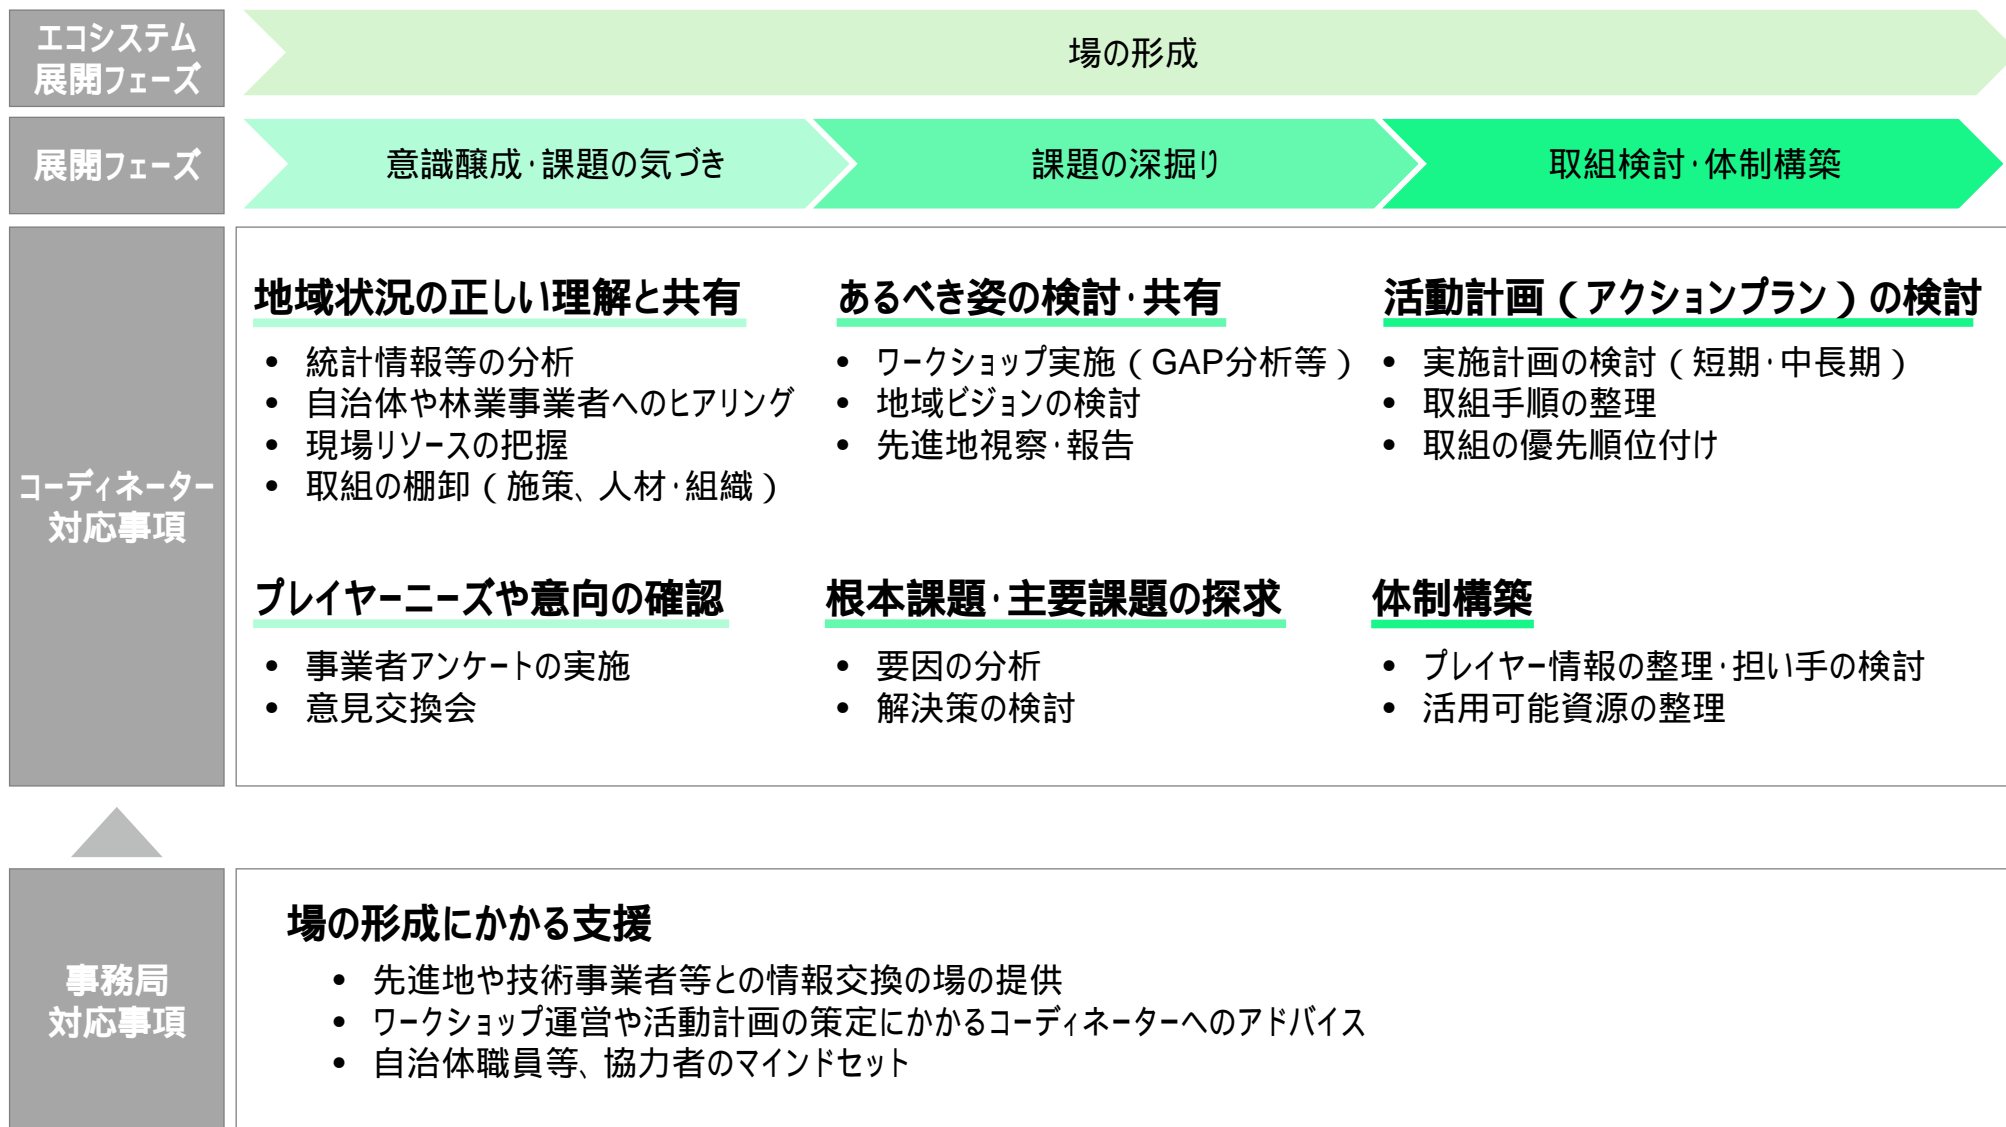 エコシステム
展開フェーズ
場の形成
展開フェーズ
意識醸成･課題の気づき
課題の深掘り
取組検討･体制構築
コーディネーター
対応事項
地域状況の正しい理解と共有
• 統計情報等の分析
• 自治体や林業事業者へのヒアリング
• 現場リソースの把握
• 取組の棚卸（施策、人材･組織）
あるべき姿の検討･共有
• ワークショップ実施（GAP分析等）
• 地域ビジョンの検討
• 先進地視察･報告
活動計画（アクションプラン）の検討
• 実施計画の検討（短期･中長期）
• 取組手順の整理
• 取組の優先順位付け
プレイヤーニーズや意向の確認
• 事業者アンケートの実施
• 意見交換会
根本課題･主要課題の探求
• 要因の分析
• 解決策の検討
体制構築
• プレイヤー情報の整理･担い手の検討
• 活用可能資源の整理
事務局
対応事項
場の形成にかかる支援
• 先進地や技術事業者等との情報交換の場の提供
• ワークショップ運営や活動計画の策定にかかるコーディネーターへのアドバイス
• 自治体職員等、協力者のマインドセット